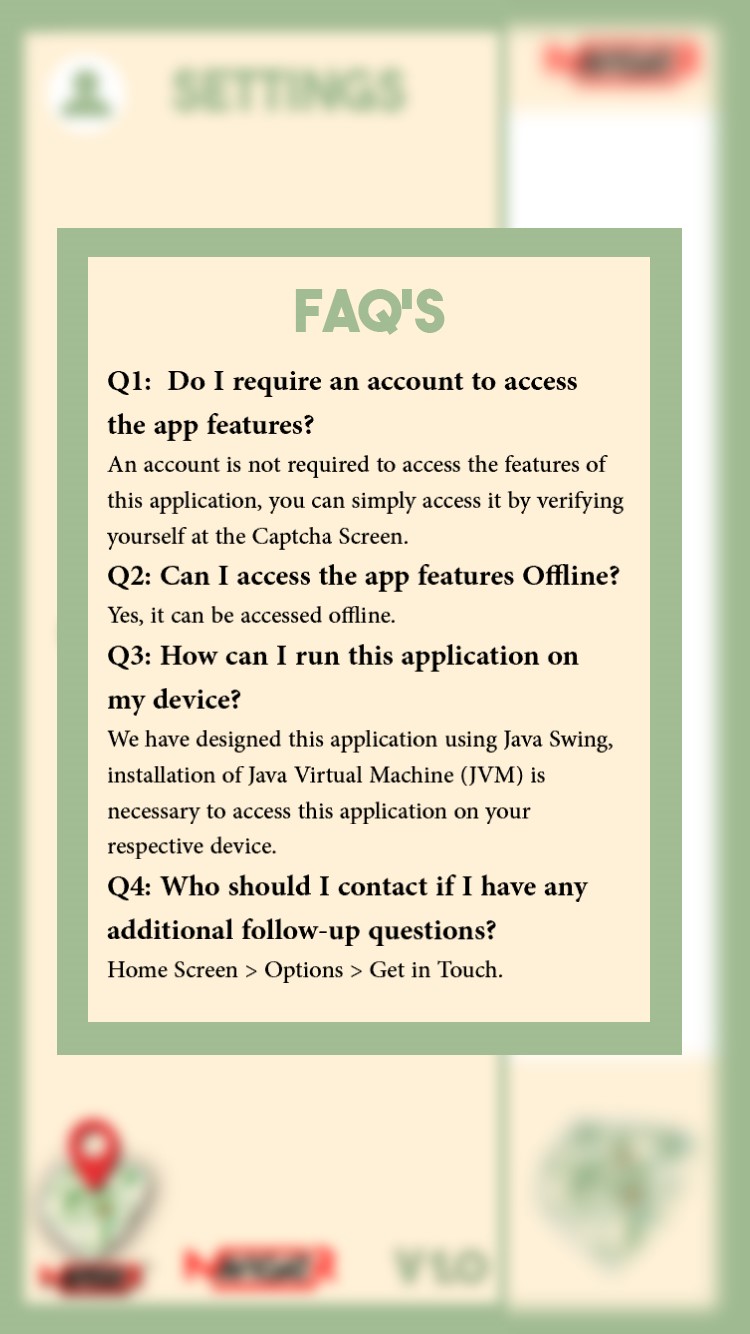 SETTINGS
FAQ'S
Q1:  Do I require an account to access
the app features?
An account is not required to access the features of
this application, you can simply access it by verifying
yourself at the Captcha Screen.
Q2: Can I access the app features Offline?
Yes, it can be accessed offline.
Q3: How can I run this application on
my device?
We have designed this application using Java Swing,
installation of Java Virtual Machine (JVM) is
necessary to access this application on your
respective device.
Q4: Who should I contact if I have any
additional follow-up questions?
Home Screen > Options > Get in Touch.
V 1.0